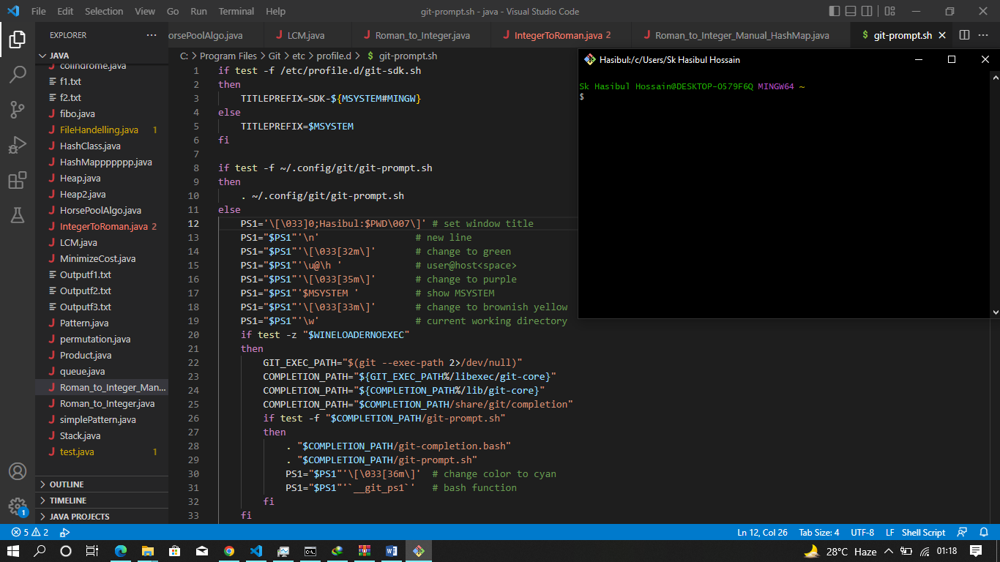 File Edit Selection View Go Run Terminal Help
git-prompt.sh - java - Visual Studio Code
EXPLORER
JAVA
colindrome.java
f1.txt
f2.txt
fibo.java
FileHandelling.java 1
HashClass.java
HashMappppppp.java
Heap.java
Heap2.java
HorsePoolAlgo.java
IntegerToRoman.java 2
LCM.java
MinimizeCost.java
Outputf1.txt
Outputf2.txt
Outputf3.txt
Pattern.java
permutation.java
Product.java
queue.java
Roman_to_Integer_Man...
Roman_to_Integer.java
simplePattern.java
Stack.java
test.java 1
OUTLINE
TIMELINE
JAVA PROJECTS
orsePoolAlgo.java LCM.java Roman_to_Integer.java IntegerToRoman.java 2 Roman_to_Integer_Manual_HashMap.java git-prompt.sh
C: > Program Files > Git > etc > profile.d > $ git-prompt.sh
1 if test -f /etc/profile.d/git-sdk.sh
2 then
3 TITLEPREFIX=SDK-${MSYSTEM#MINGW}
4 else
5 TITLEPREFIX=$MSYSTEM
6 fi
7
8 if test -f ~/.config/git/git-prompt.sh
9 then
10 . ~/.config/git/git-prompt.sh
11 else
12 PS1='\[\033]0;Hasibul:$PWD\007\]' # set window title
13 PS1="$PS1"'\n' # new line
14 PS1="$PS1"'\[\033[32m\]' # change to green
15 PS1="$PS1"'\u@\h ' # user@host<space>
16 PS1="$PS1"'\[\033[35m\]' # change to purple
17 PS1="$PS1"'$MSYSTEM ' # show MSYSTEM
18 PS1="$PS1"'\[\033[33m\]' # change to brownish yellow
19 PS1="$PS1"'\w' # current working directory
20 if test -z "$WINELOADERNOEXEC"
21 then
22 GIT_EXEC_PATH="$(git --exec-path 2>/dev/null)"
23 COMPLETION_PATH="${GIT_EXEC_PATH%/libexec/git-core}"
24 COMPLETION_PATH="${COMPLETION_PATH%/lib/git-core}"
25 COMPLETION_PATH="$COMPLETION_PATH/share/git/completion"
26 if test -f "$COMPLETION_PATH/git-prompt.sh"
27 then
28 . "$COMPLETION_PATH/git-completion.bash"
29 . "$COMPLETION_PATH/git-prompt.sh"
30 PS1="$PS1"'\[\033[36m\]' # change color to cyan
31 PS1="$PS1"'`__git_ps1`' # bash function
32 fi
33 fi
Hasibul:/c/Users/Sk Hasibul Hossain
Sk Hasibul Hossain@DESKTOP-O579F6Q MINGW64 ~
$
1
5 2
Ln 12, Col 26 Tab Size: 4 UTF-8 LF Shell Script
28°C Haze 01:18